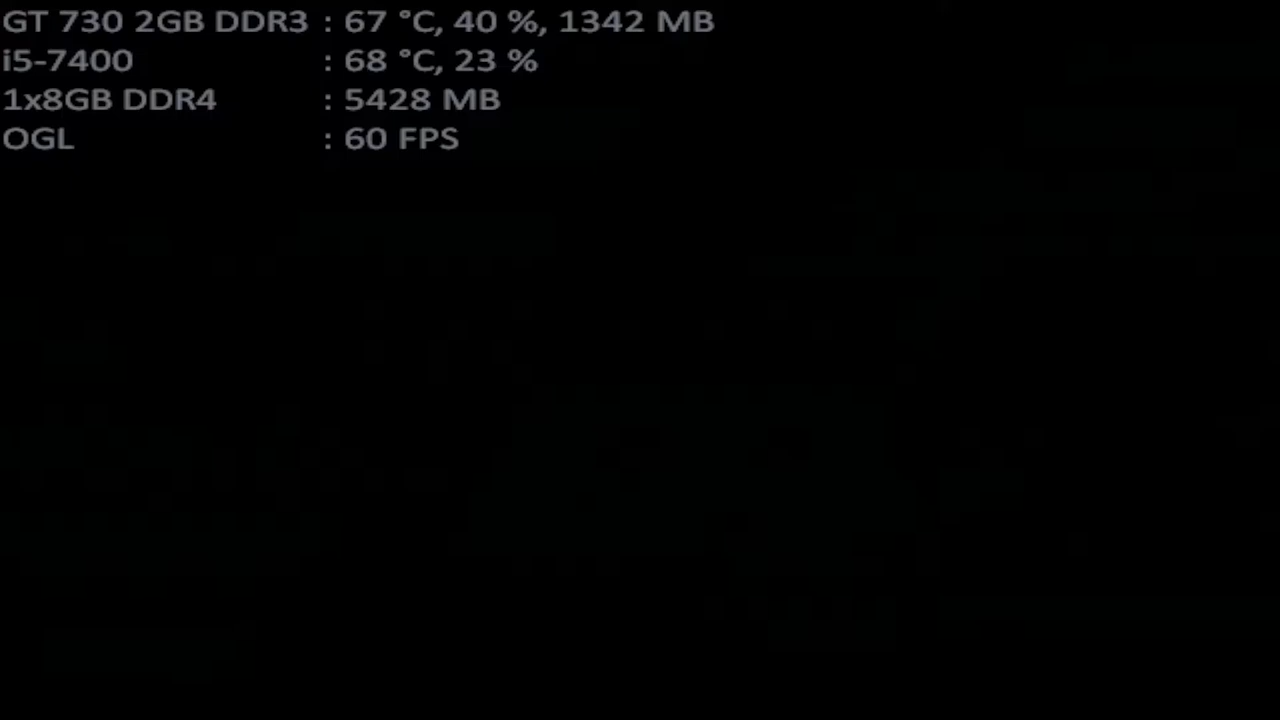 GT 730 2GB DDR3 : 67 °C, 40 %, 1342 MB
i5-7400 : 68 °C, 23 %
1x8GB DDR4 : 5428 MB
OGL : 60 FPS